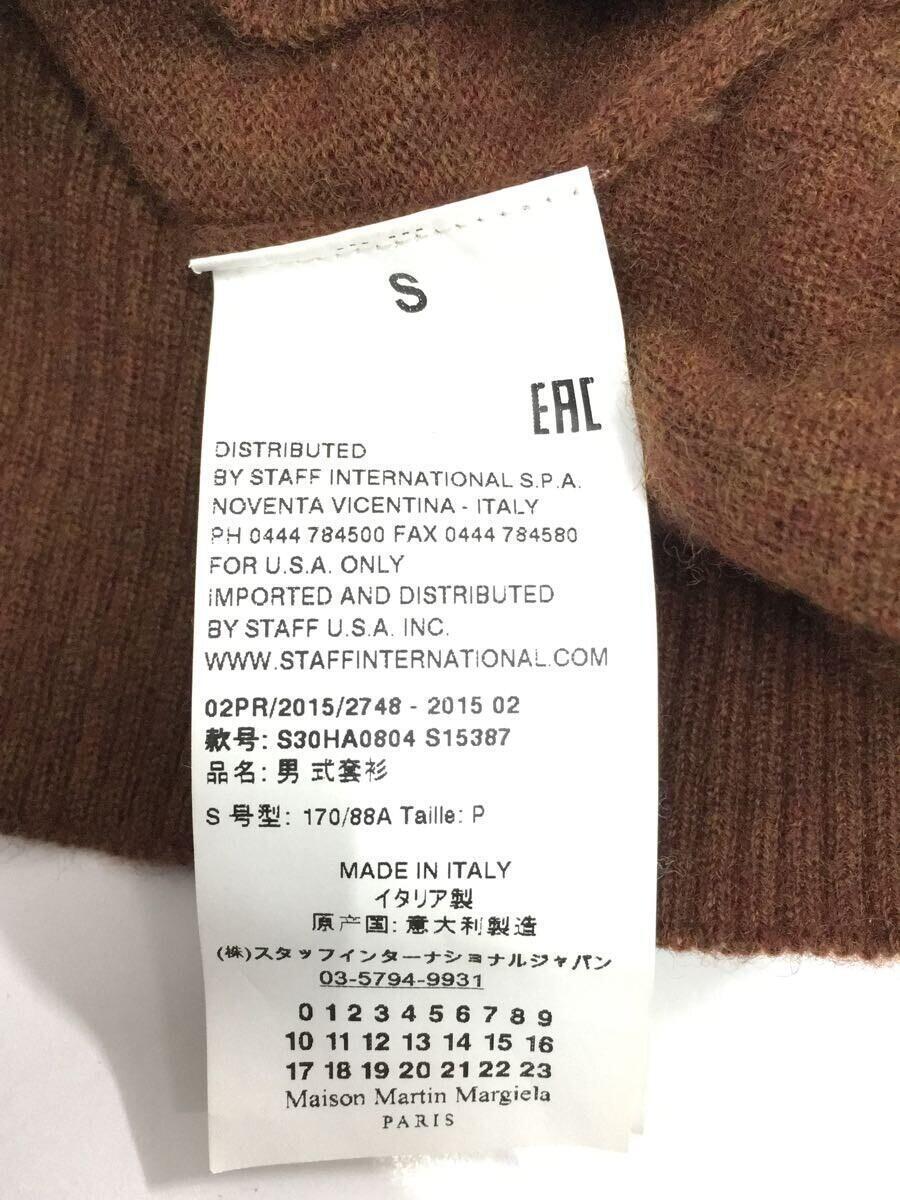 S
EAC
DISTRIBUTED
BY STAFF INTERNATIONAL S.P.A.
NOVENTA VICENTINA - ITALY
PH 0444 784500 FAX 0444 784580
FOR U.S.A. ONLY
IMPORTED AND DISTRIBUTED
BY STAFF U.S.A. INC.
WWW.STAFFINTERNATIONAL.COM
02PR/2015/2748 - 2015 02
款号: S30HA0804 S15387
品名: 男 式套衫
S 号型: 170/88A Taille: P
MADE IN ITALY
イタリア製
原产国: 意大利製造
(株)スタッフインターナショナルジャパン
03-5794-9931
0 1 2 3 4 5 6 7 8 9
10 11 12 13 14 15 16
17 18 19 20 21 22 23
Maison Martin Margiela
PARIS